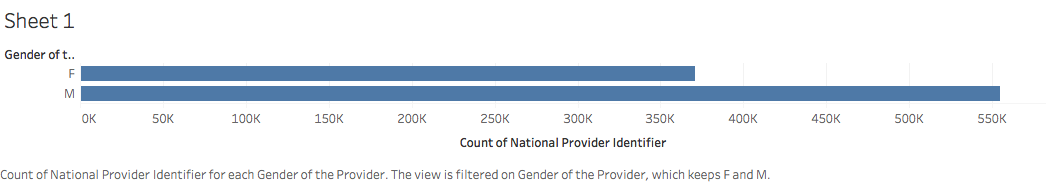 Sheet 1
Gender of t..
F
M
0K 50K 100K 150K 200K 250K 300K 350K 400K 450K 500K 550K
Count of National Provider Identifier
Count of National Provider Identifier for each Gender of the Provider. The view is filtered on Gender of the Provider, which keeps F and M.